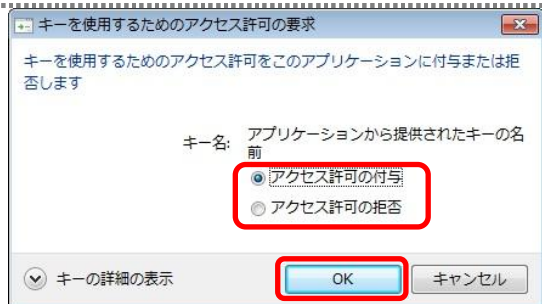 キーを使用するためのアクセス許可の要求
キーを使用するためのアクセス許可をこのアプリケーションに付与または拒
否します
キー名: アプリケーションから提供されたキーの名
前
アクセス許可の付与
アクセス許可の拒否
キーの詳細の表示 OK キャンセル